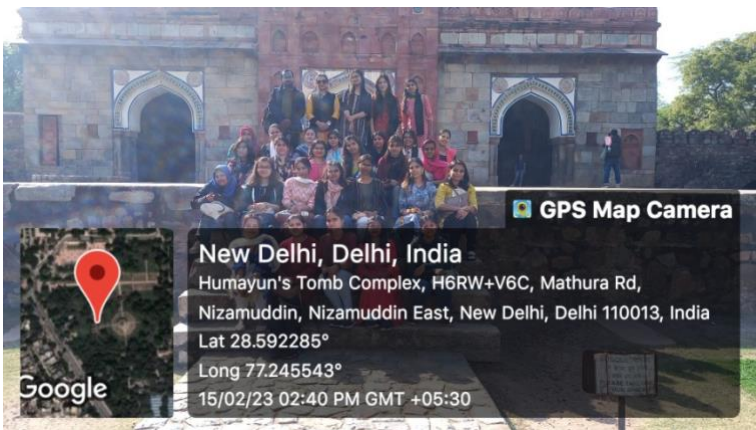 GPS Map Camera
New Delhi, Delhi, India
Humayun's Tomb Complex, H6RW+V6C, Mathura Rd,
Nizamuddin, Nizamuddin East, New Delhi, Delhi 110013, India
Lat 28.592285°
Long 77.245543°
15/02/23 02:40 PM GMT +05:30
Google